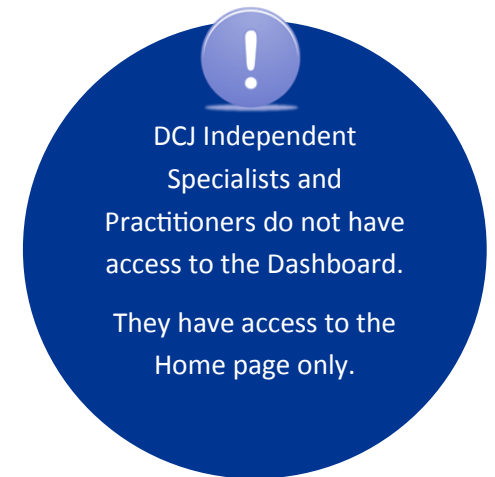 !
DCJ Independent
Specialists and
Practitioners do not have
access to the Dashboard.
They have access to the
Home page only.